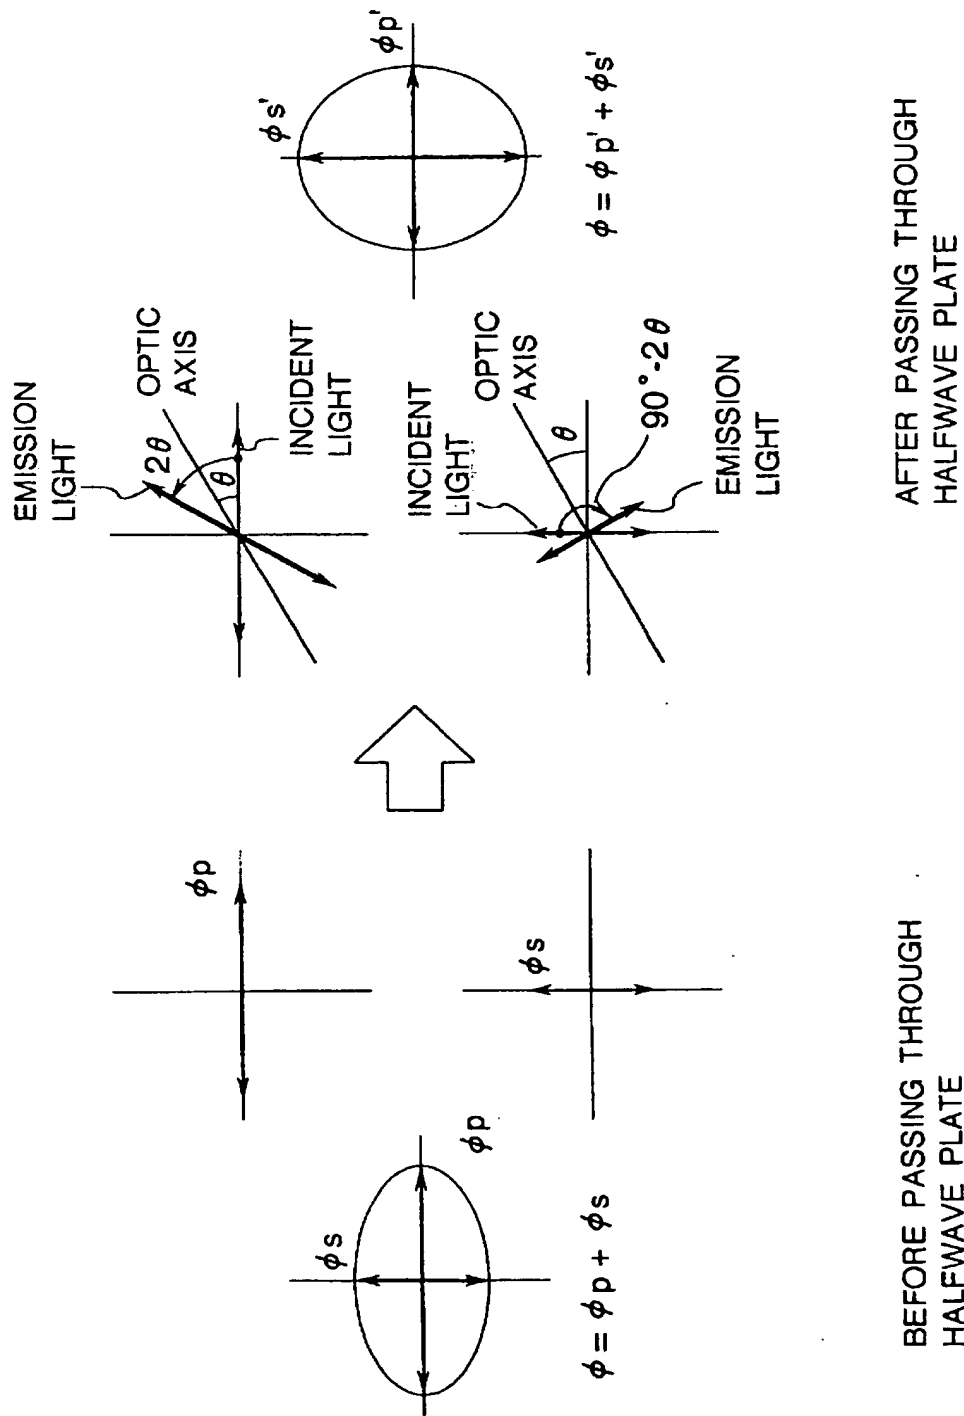 φs
φp
φ = φp + φs
φp
φs
BEFORE PASSING THROUGH
HALFWAVE PLATE
EMISSION
LIGHT
2θ
OPTIC
AXIS
θ
INCIDENT
LIGHT
INCIDENT
LIGHT
OPTIC
AXIS
θ
90°-2θ
EMISSION
LIGHT
φs'
φp'
φ = φp' + φs'
AFTER PASSING THROUGH
HALFWAVE PLATE